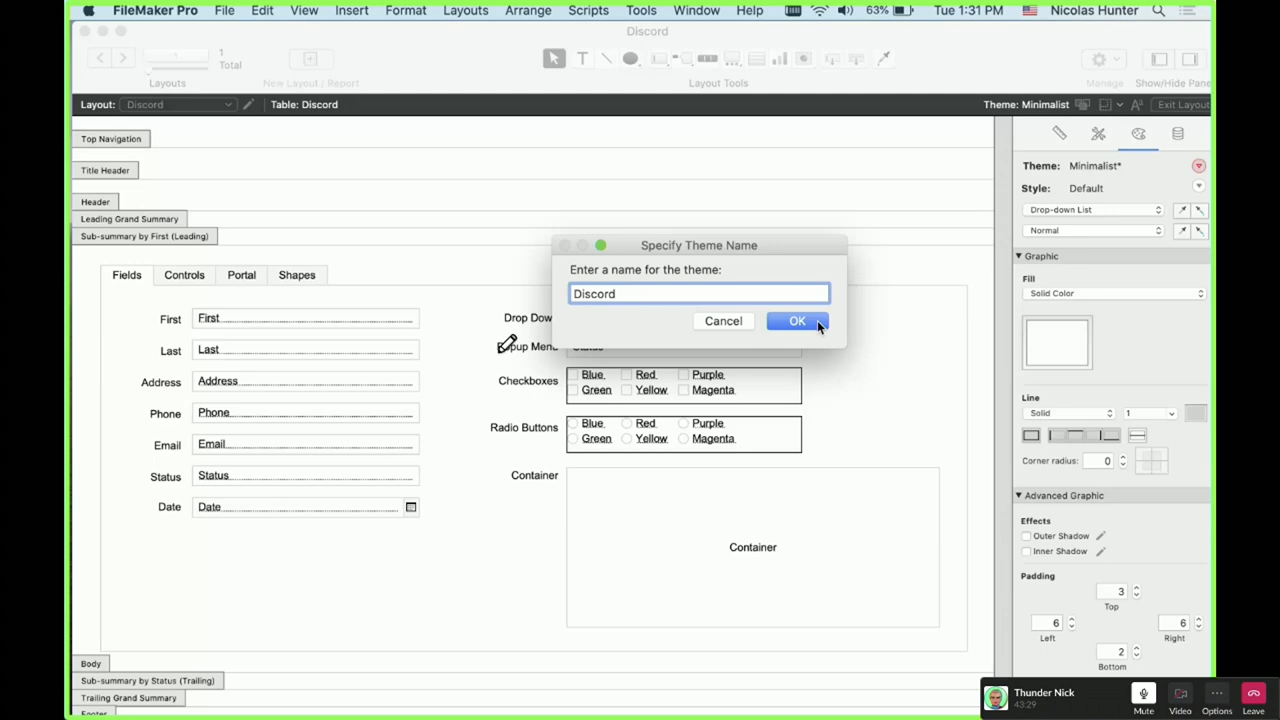 FileMaker Pro File Edit View Insert Format Layouts Arrange Scripts Tools Window Help 63% Tue 1:31 PM Nicolas Hunter
Discord
1
1
Total
Layouts
New Layout / Report
Layout Tools
Manage
Show/Hide Pane
Layout: Discord
Table: Discord
Theme: Minimalist
Exit Layout
Top Navigation
Title Header
Header
Leading Grand Summary
Sub-summary by First (Leading)
Fields Controls Portal Shapes
First First
Last Last
Address Address
Phone Phone
Email Email
Status Status
Date Date
Specify Theme Name
Enter a name for the theme:
Discord
Cancel OK
Drop Dow
Popup Menu Status
Checkboxes Blue Red Purple
Green Yellow Magenta
Radio Buttons Blue Red Purple
Green Yellow Magenta
Container
Container
Body
Sub-summary by Status (Trailing)
Trailing Grand Summary
Footer
Theme: Minimalist*
Style: Default
Drop-down List
Normal
Graphic
Fill
Solid Color
Line
Solid 1
Corner radius: 0
Advanced Graphic
Effects
Outer Shadow
Inner Shadow
Padding
3
Top
6 6
Left Right
2
Bottom
Thunder Nick
43:29
Mute Video Options Leave